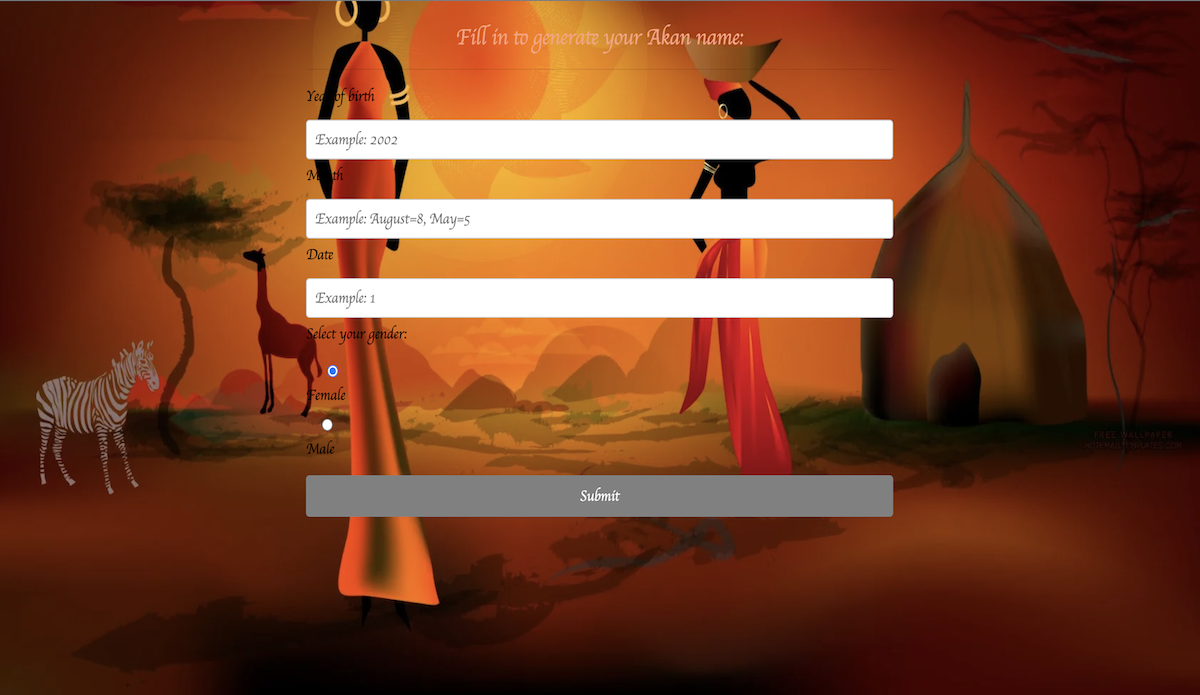 Fill in to generate your Akan name:
Year of birth
Example: 2002
Month
Example: August=8, May=5
Date
Example: 1
Select your gender:
Female
Male
Submit
FREE WALLPAPER